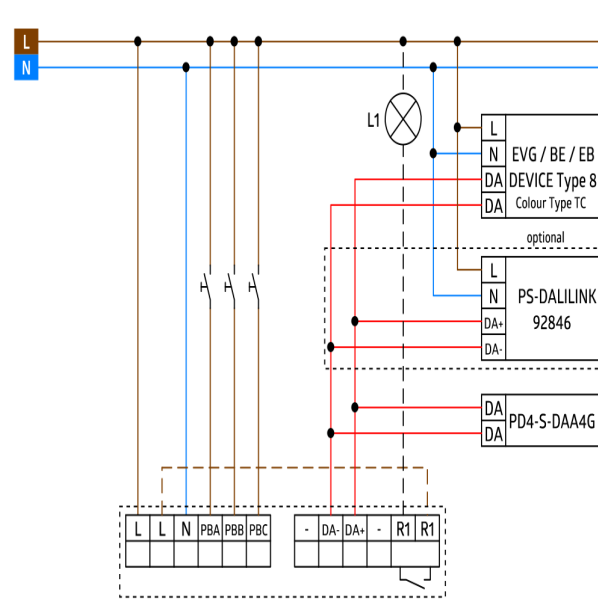 L
N
L1
L
N EVG / BE / EB
DA DEVICE Type 8
DA Colour Type TC
optional
L
N PS-DALILINK
DA+ 92846
DA-
DA
DA PD4-S-DAA4G
L L N PBA PBB PBC - DA- DA+ - R1 R1